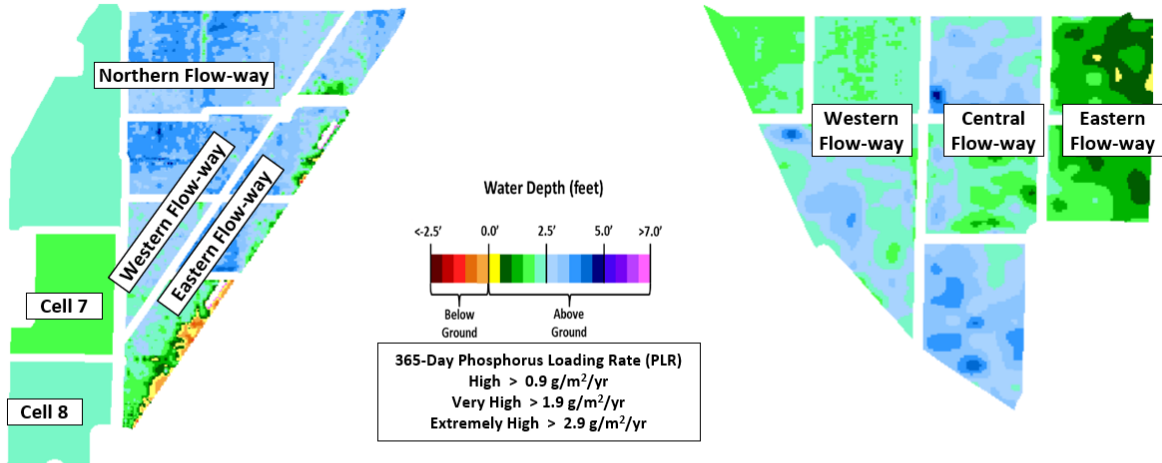 Northern Flow-way
Western Flow-way
Eastern Flow-way
Cell 7
Cell 8
Water Depth (feet)
<-2.5' 0.0' 2.5' 5.0' >7.0'
Below
Ground
Above
Ground
365-Day Phosphorus Loading Rate (PLR)
High > 0.9 g/m²/yr
Very High > 1.9 g/m²/yr
Extremely High > 2.9 g/m²/yr
Western
Flow-way
Central
Flow-way
Eastern
Flow-way